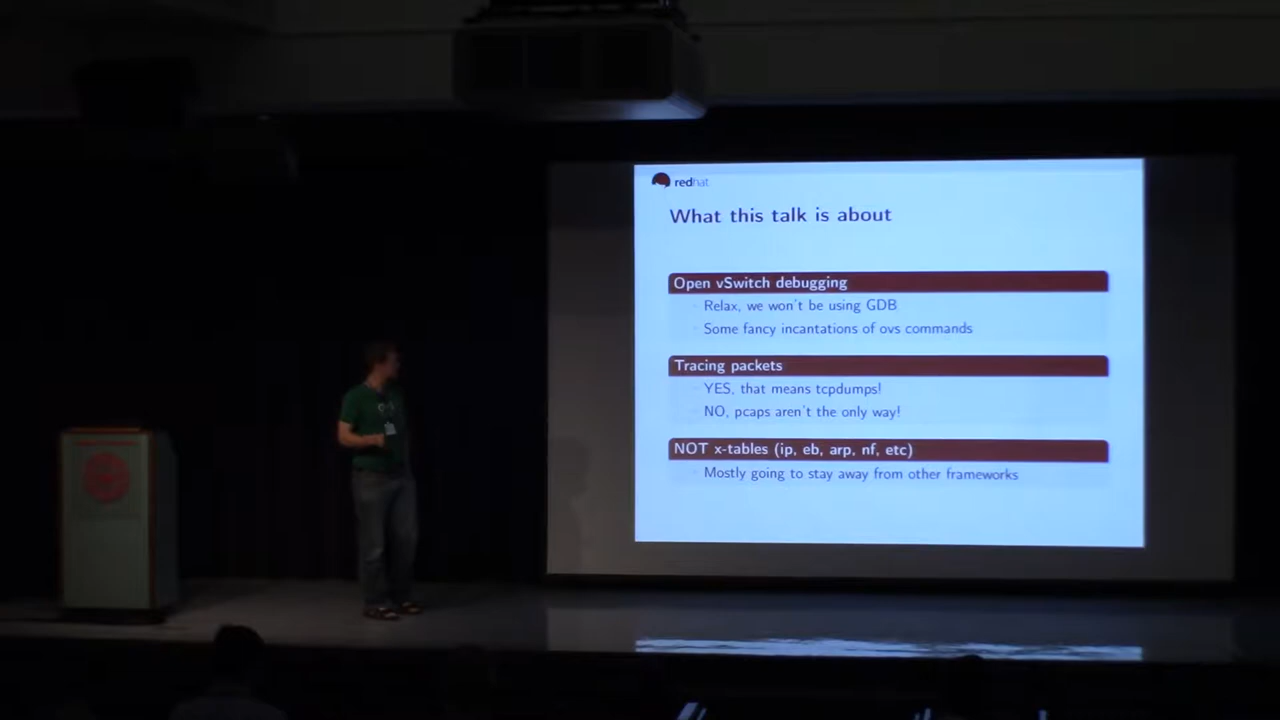 redhat
What this talk is about
Open vSwitch debugging
Relax, we won't be using GDB
Some fancy incantations of ovs commands
Tracing packets
YES, that means tcpdumps!
NO, pcaps aren't the only way!
NOT x-tables (ip, eb, arp, nf, etc)
Mostly going to stay away from other frameworks